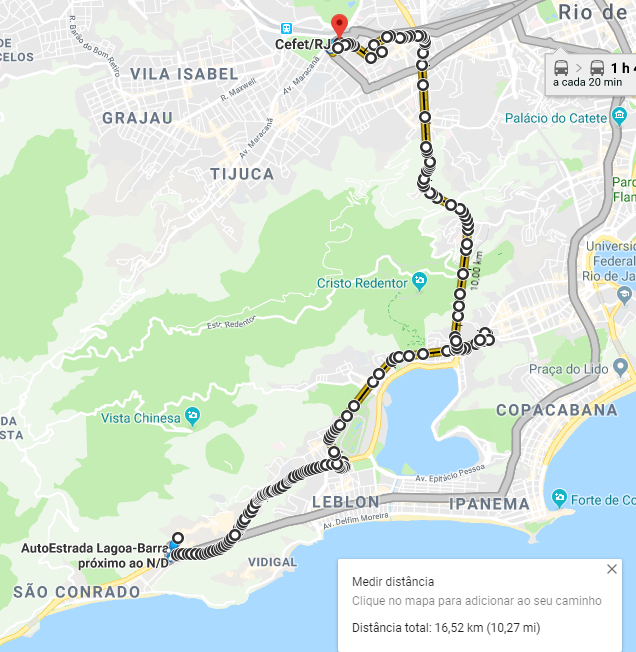 Rio de
DE
CELOS
R. Barão do Bom Retiro
Cefet/RJ
VILA ISABEL
R. Maxwell
Av. Maracanã
1 h 4
a cada 20 min
GRAJAU
Palácio do Catete
Av. Maracanã
TIJUCA
Parc
Flan
Univers
Federal
Rio de Ja
10,00 km
Cristo Redentor
Estr. Redentor
Praça do Lido
DA
STA
Vista Chinesa
COPACABANA
Av. Epitácio Pessoa
LEBLON
IPANEMA
Forte de Co
Av. Delfim Moreira
AutoEstrada Lagoa-Barra
próximo ao N/D
VIDIGAL
SÃO CONRADO
Medir distância
Clique no mapa para adicionar ao seu caminho
Distância total: 16,52 km (10,27 mi)